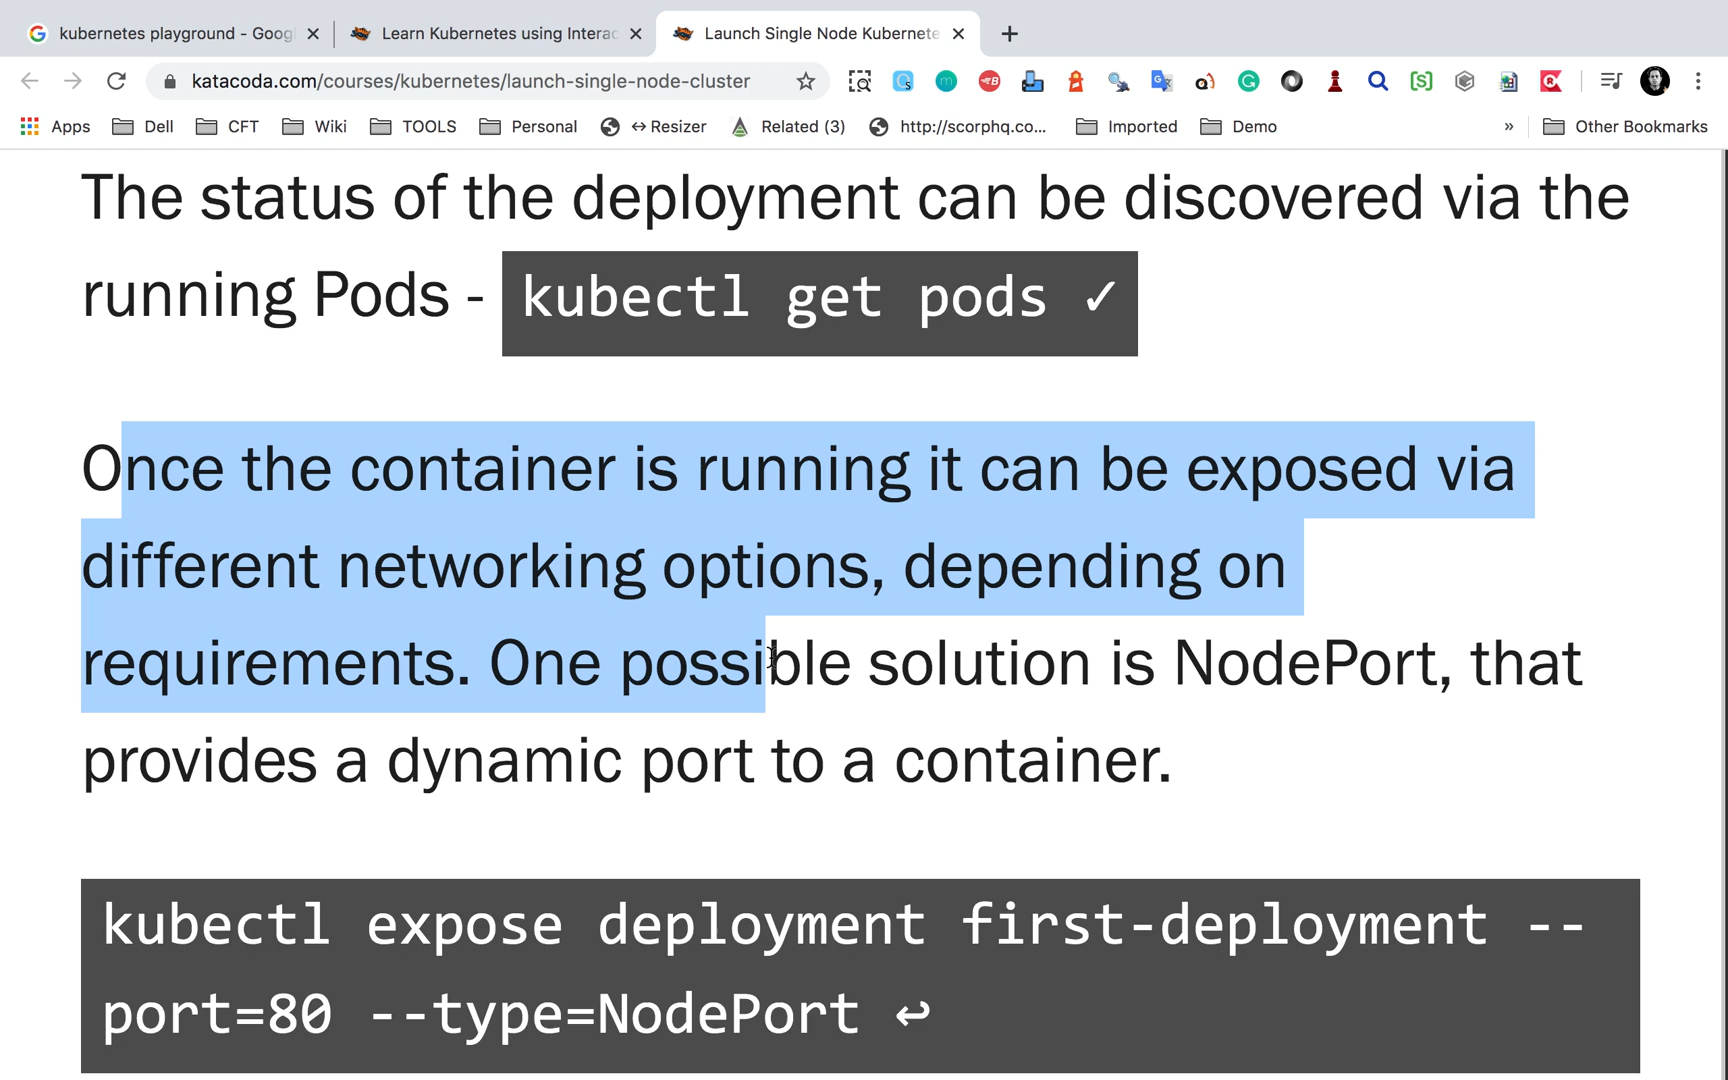 kubernetes playground - Goog
Learn Kubernetes using Interac
Launch Single Node Kubernete
katacoda.com/courses/kubernetes/launch-single-node-cluster
Apps
Dell
CFT
Wiki
TOOLS
Personal
↔Resizer
Related (3)
http://scorphq.co...
Imported
Demo
»
Other Bookmarks
The status of the deployment can be discovered via the
running Pods - kubectl get pods ✓
Once the container is running it can be exposed via
different networking options, depending on
requirements. One possible solution is NodePort, that
provides a dynamic port to a container.
kubectl expose deployment first-deployment --
port=80 --type=NodePort ↩